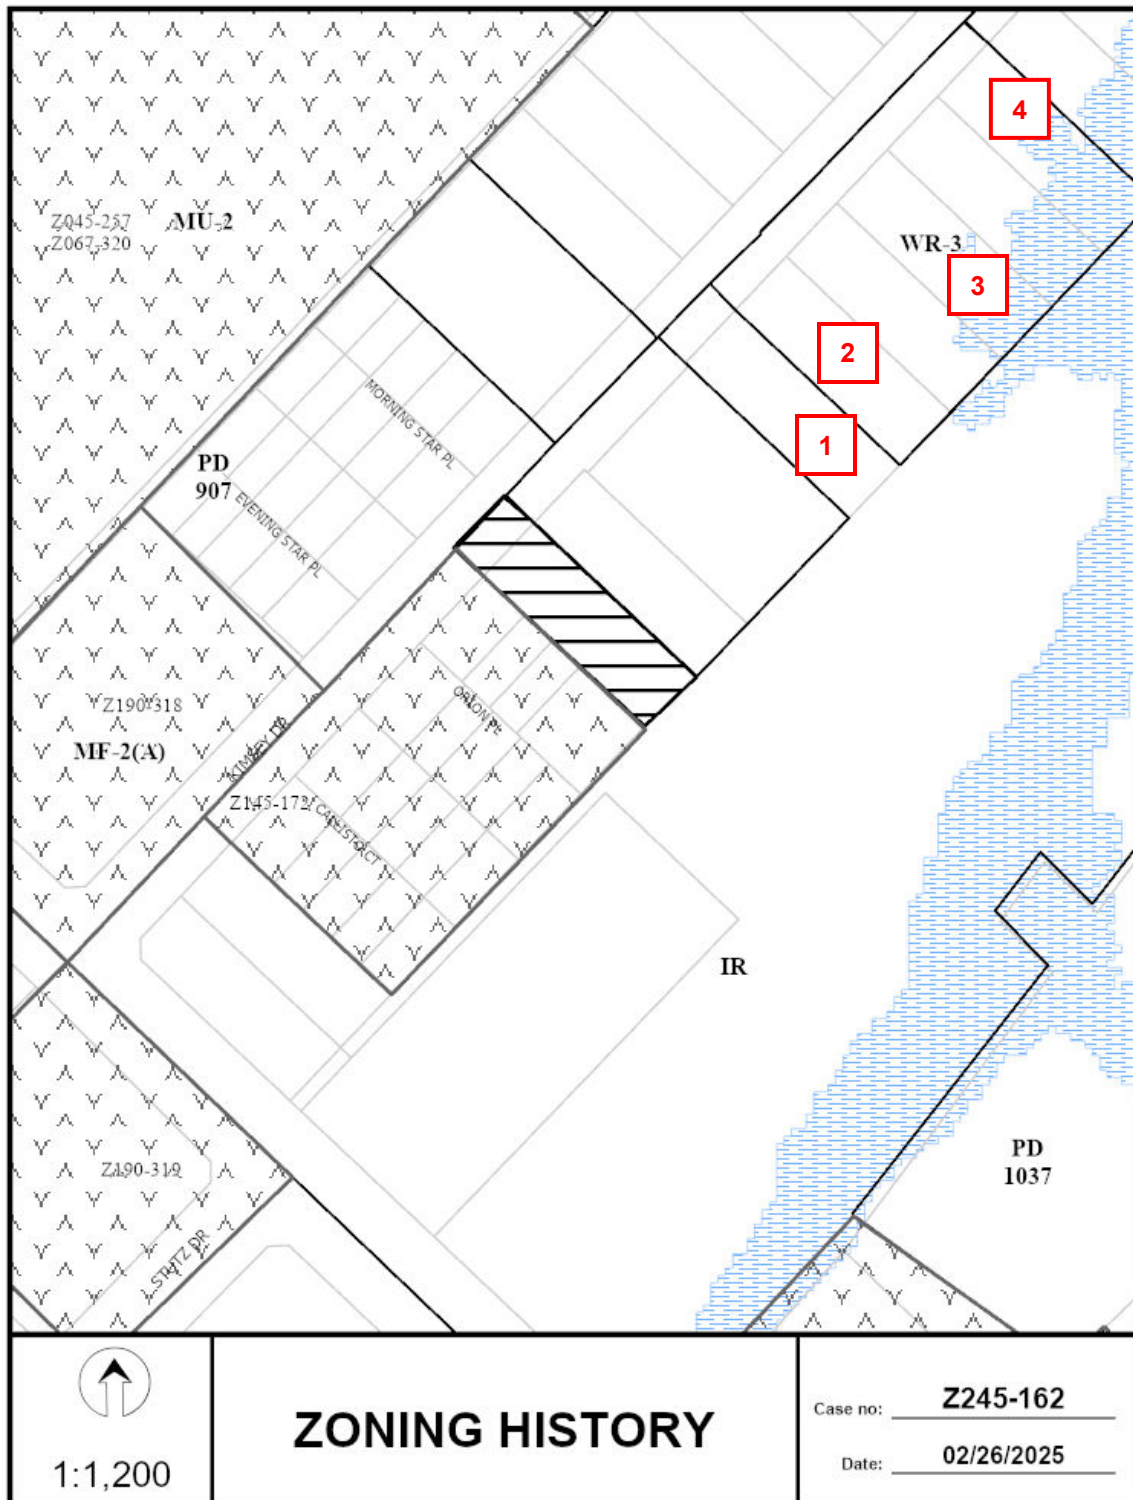 4
Z045-257
Z067-320
MU-2
WR-3
3
2
MORNING STAR PL
1
PD
907
EVENING STAR PL
Z190-318
ORION PL
MF-2(A)
KIMSEY DR
Z145-172
CALISTO CT
IR
PD
1037
Z190-319
STUTZ DR
1:1,200
ZONING HISTORY
Case no: Z245-162
Date: 02/26/2025